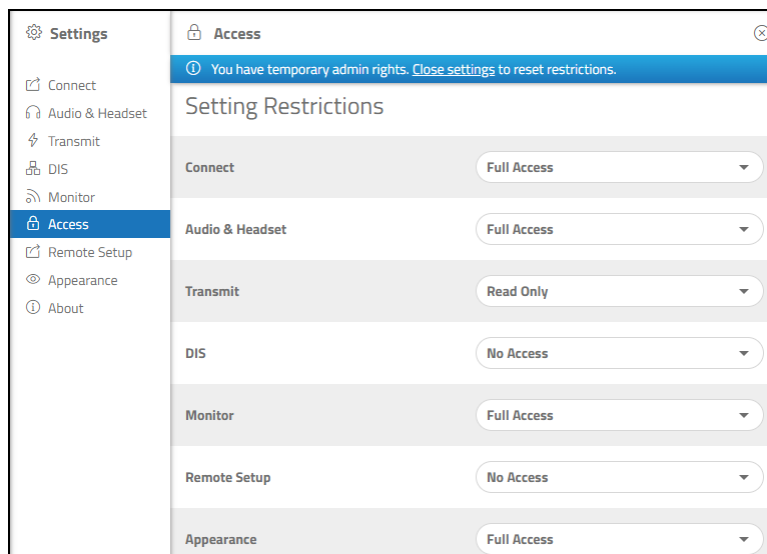 Settings
Connect
Audio & Headset
Transmit
DIS
Monitor
Access
Remote Setup
Appearance
About
Access
You have temporary admin rights. Close settings to reset restrictions.
Setting Restrictions
Connect Full Access
Audio & Headset Full Access
Transmit Read Only
DIS No Access
Monitor Full Access
Remote Setup No Access
Appearance Full Access